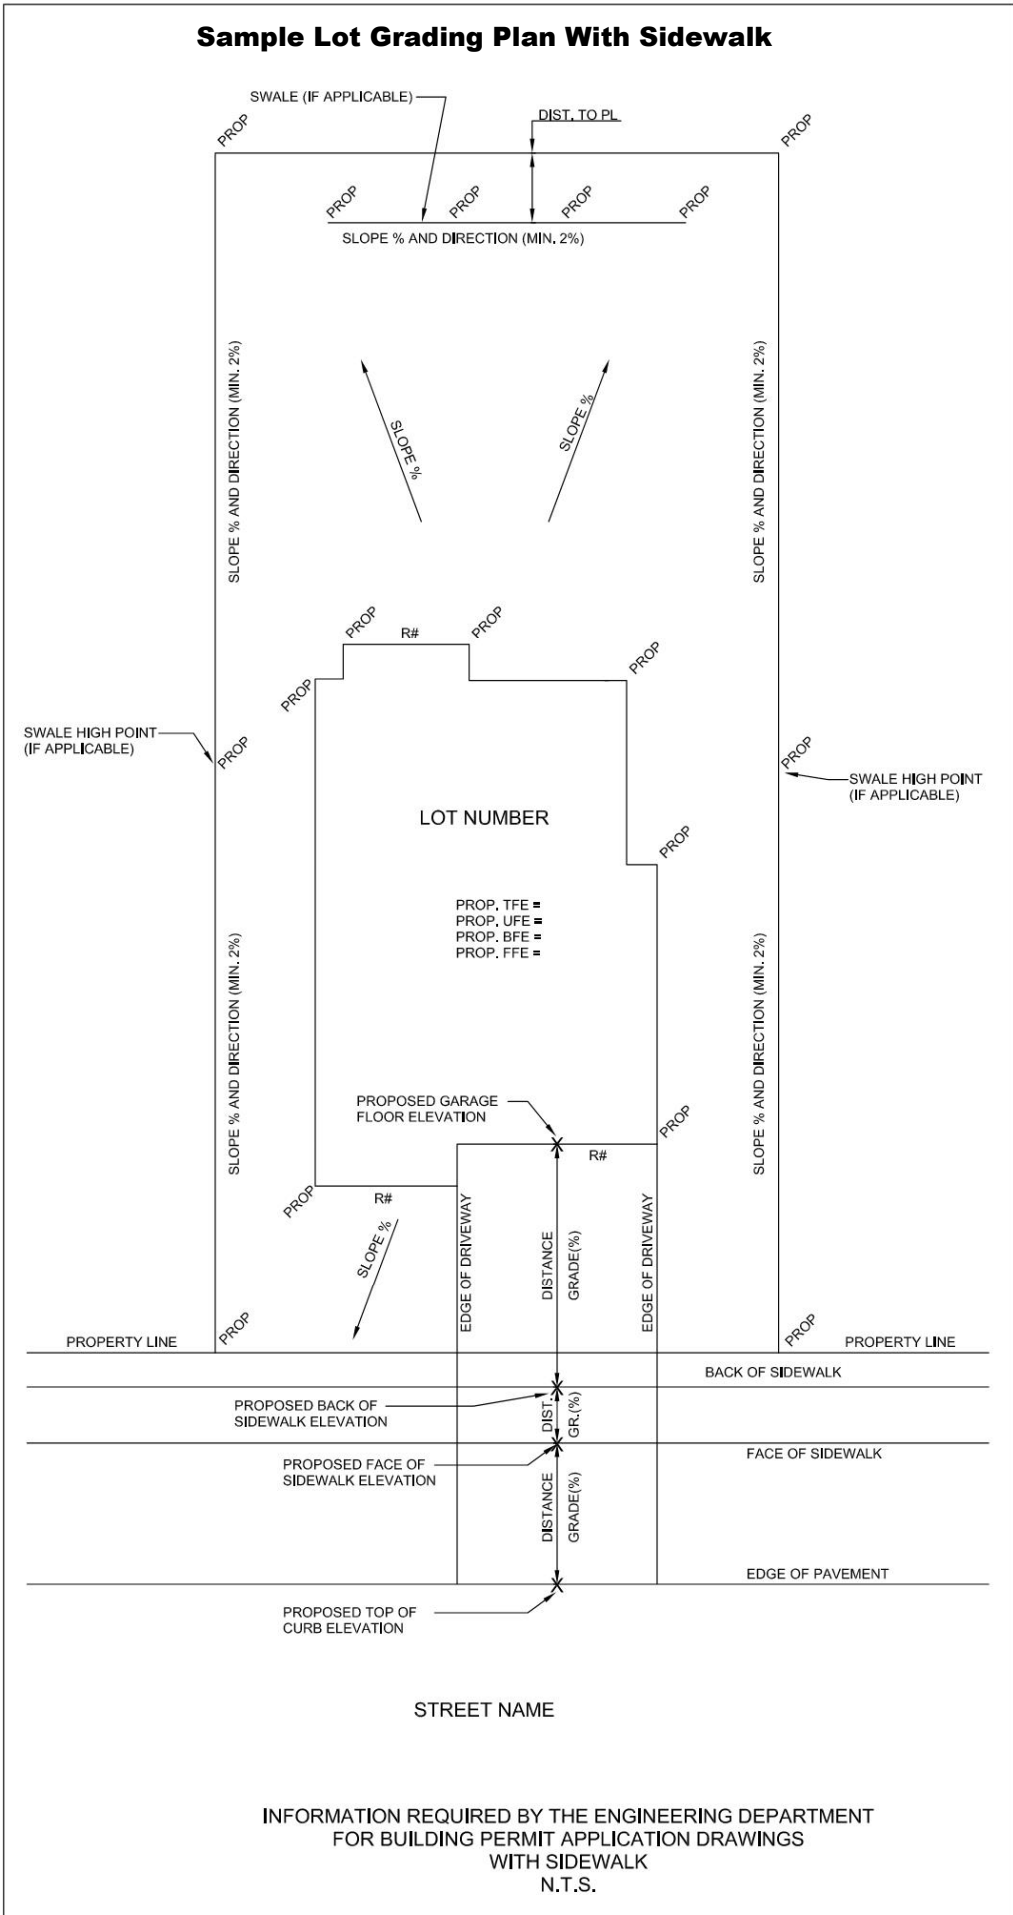 Sample Lot Grading Plan With Sidewalk
SWALE (IF APPLICABLE)
DIST. TO PL
PROP
PROP
PROP
PROP
PROP
PROP
SLOPE % AND DIRECTION (MIN. 2%)
SLOPE % AND DIRECTION (MIN. 2%)
SLOPE % AND DIRECTION (MIN. 2%)
SLOPE %
SLOPE %
PROP
R#
PROP
PROP
PROP
SWALE HIGH POINT
(IF APPLICABLE)
PROP
PROP
SWALE HIGH POINT
(IF APPLICABLE)
LOT NUMBER
PROP
PROP. TFE =
PROP. UFE =
PROP. BFE =
PROP. FFE =
SLOPE % AND DIRECTION (MIN. 2%)
SLOPE % AND DIRECTION (MIN. 2%)
PROPOSED GARAGE
FLOOR ELEVATION
PROP
R#
PROP
R#
SLOPE %
EDGE OF DRIVEWAY
DISTANCE
GRADE(%)
EDGE OF DRIVEWAY
PROP
PROP
PROPERTY LINE
PROPERTY LINE
BACK OF SIDEWALK
PROPOSED BACK OF
SIDEWALK ELEVATION
DIST.
GR.(%)
FACE OF SIDEWALK
PROPOSED FACE OF
SIDEWALK ELEVATION
DISTANCE
GRADE(%)
EDGE OF PAVEMENT
PROPOSED TOP OF
CURB ELEVATION
STREET NAME
INFORMATION REQUIRED BY THE ENGINEERING DEPARTMENT
FOR BUILDING PERMIT APPLICATION DRAWINGS
WITH SIDEWALK
N.T.S.